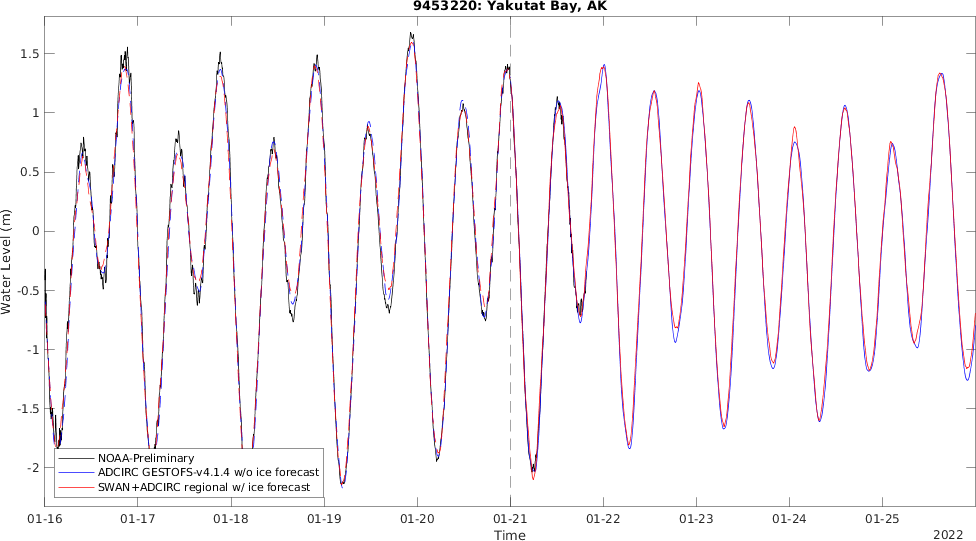 9453220: Yakutat Bay, AK
Water Level (m)
1.5
1
0.5
0
-0.5
-1
-1.5
-2
NOAA-Preliminary
ADCIRC GESTOFS-v4.1.4 w/o ice forecast
SWAN+ADCIRC regional w/ ice forecast
01-16 01-17 01-18 01-19 01-20 01-21 01-22 01-23 01-24 01-25
Time
2022